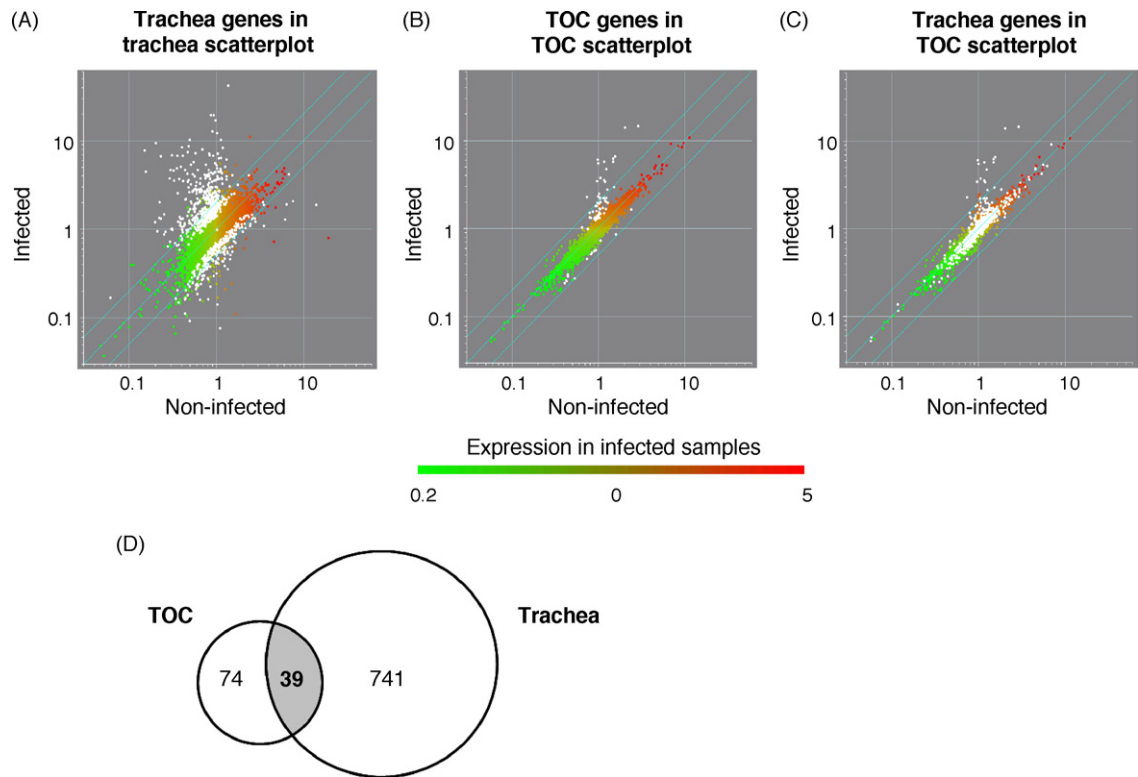 (A)
Trachea genes in
trachea scatterplot
(B)
TOC genes in
TOC scatterplot
(C)
Trachea genes in
TOC scatterplot
Infected
10
1
0.1
0.1
1
10
Non-infected
Infected
10
1
0.1
0.1
1
10
Non-infected
Infected
10
1
0.1
0.1
1
10
Non-infected
Expression in infected samples
0.2
0
5
(D)
TOC
Trachea
74
39
741